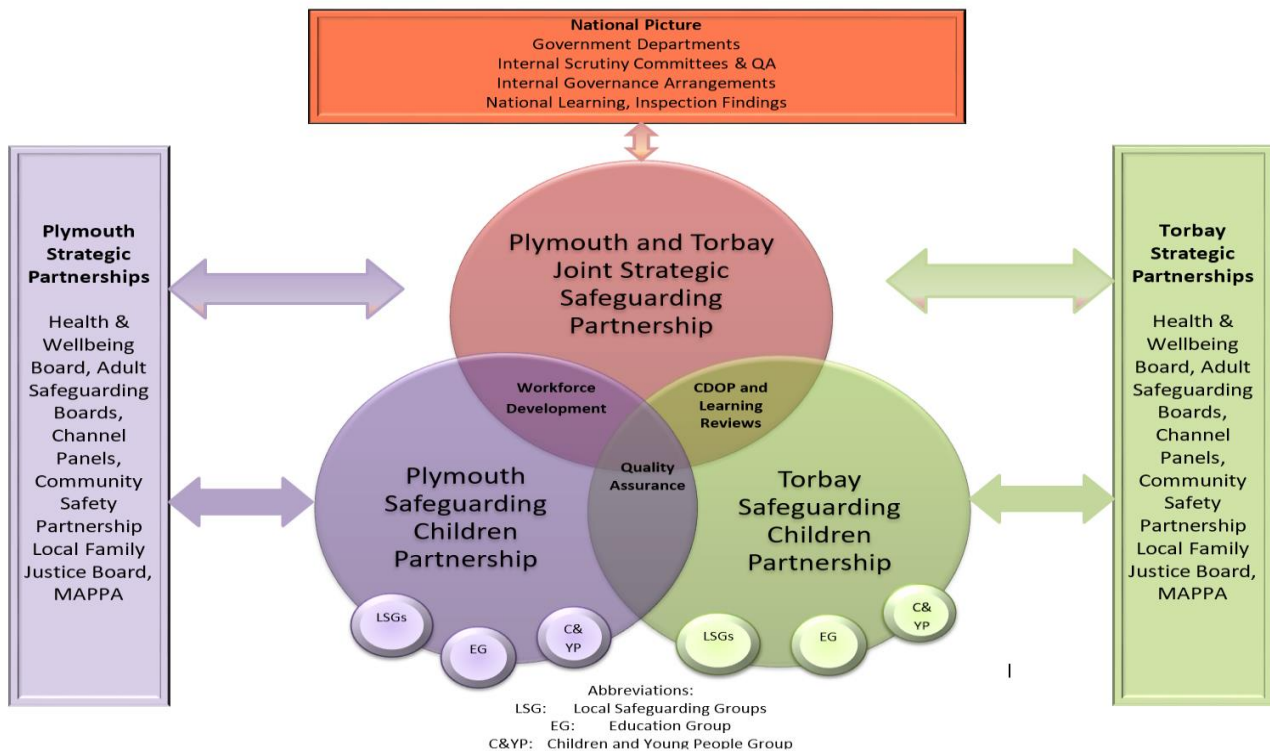 National Picture
Government Departments
Internal Scrutiny Committees & QA
Internal Governance Arrangements
National Learning, Inspection Findings
Plymouth
Strategic
Partnerships
Health &
Wellbeing
Board, Adult
Safeguarding
Boards,
Channel
Panels,
Community
Safety
Partnership
Local Family
Justice Board,
MAPPA
Plymouth and Torbay
Joint Strategic
Safeguarding
Partnership
Workforce
Development
CDOP and
Learning
Reviews
Quality
Assurance
Plymouth
Safeguarding
Children
Partnership
Torbay
Safeguarding
Children
Partnership
LSGs
EG
C&
YP
LSGs
EG
C&
YP
Torbay
Strategic
Partnerships
Health &
Wellbeing
Board, Adult
Safeguarding
Boards,
Channel
Panels,
Community
Safety
Partnership
Local Family
Justice Board,
MAPPA
Abbreviations:
LSG: Local Safeguarding Groups
EG: Education Group
C&YP: Children and Young People Group